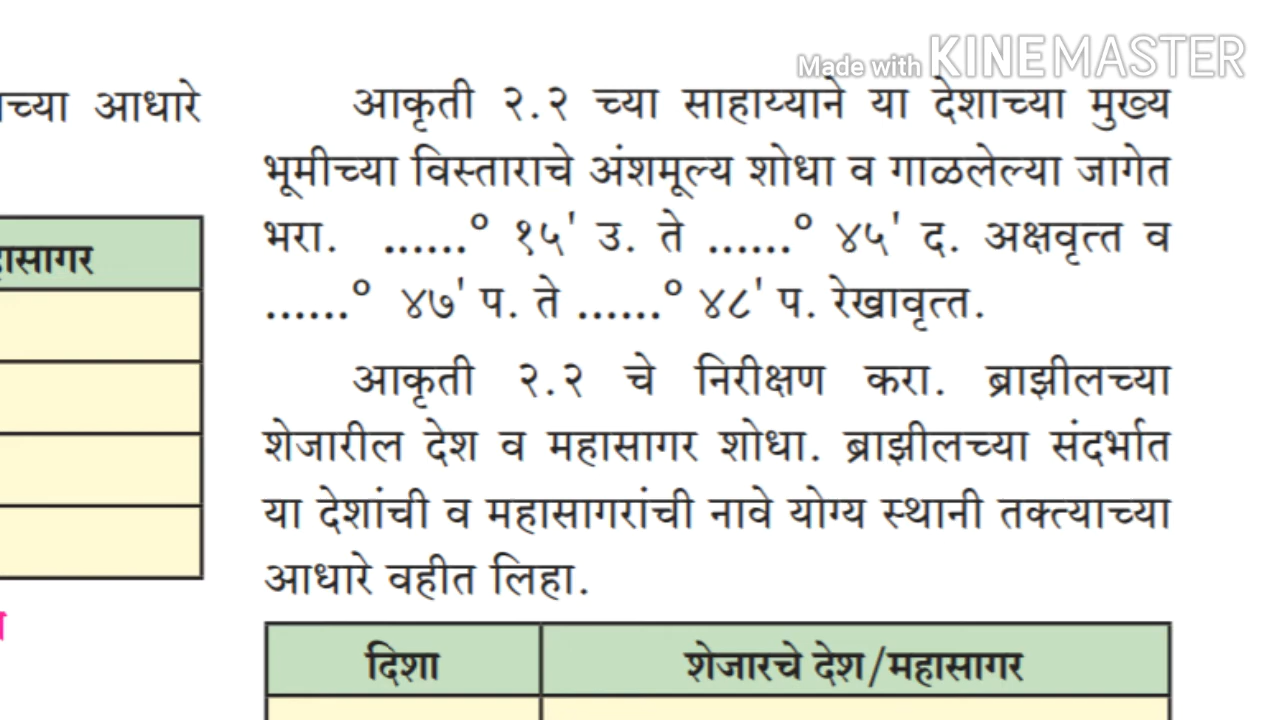 Made with KINEMASTER
च्या आधारे
आकृती २.२ च्या साहाय्याने या देशाच्या मुख्य
भूमीच्या विस्ताराचे अंशमूल्य शोधा व गाळलेल्या जागेत
भरा. ......° १५' उ. ते ......° ४५' द. अक्षवृत्त व
......° ४७' प. ते ......° ४८' प. रेखावृत्त.
आकृती २.२ चे निरीक्षण करा. ब्राझीलच्या
शेजारील देश व महासागर शोधा. ब्राझीलच्या संदर्भात
या देशांची व महासागरांची नावे योग्य स्थानी तक्त्याच्या
आधारे वहीत लिहा.
दिशा शेजारचे देश/महासागर